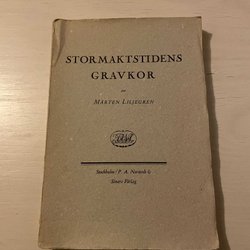 STORMAKTSTIDENS
GRAVKOR
av
MÅRTEN LILJEGREN
Stockholm / P. A. Norstedt &
Söners Förlag